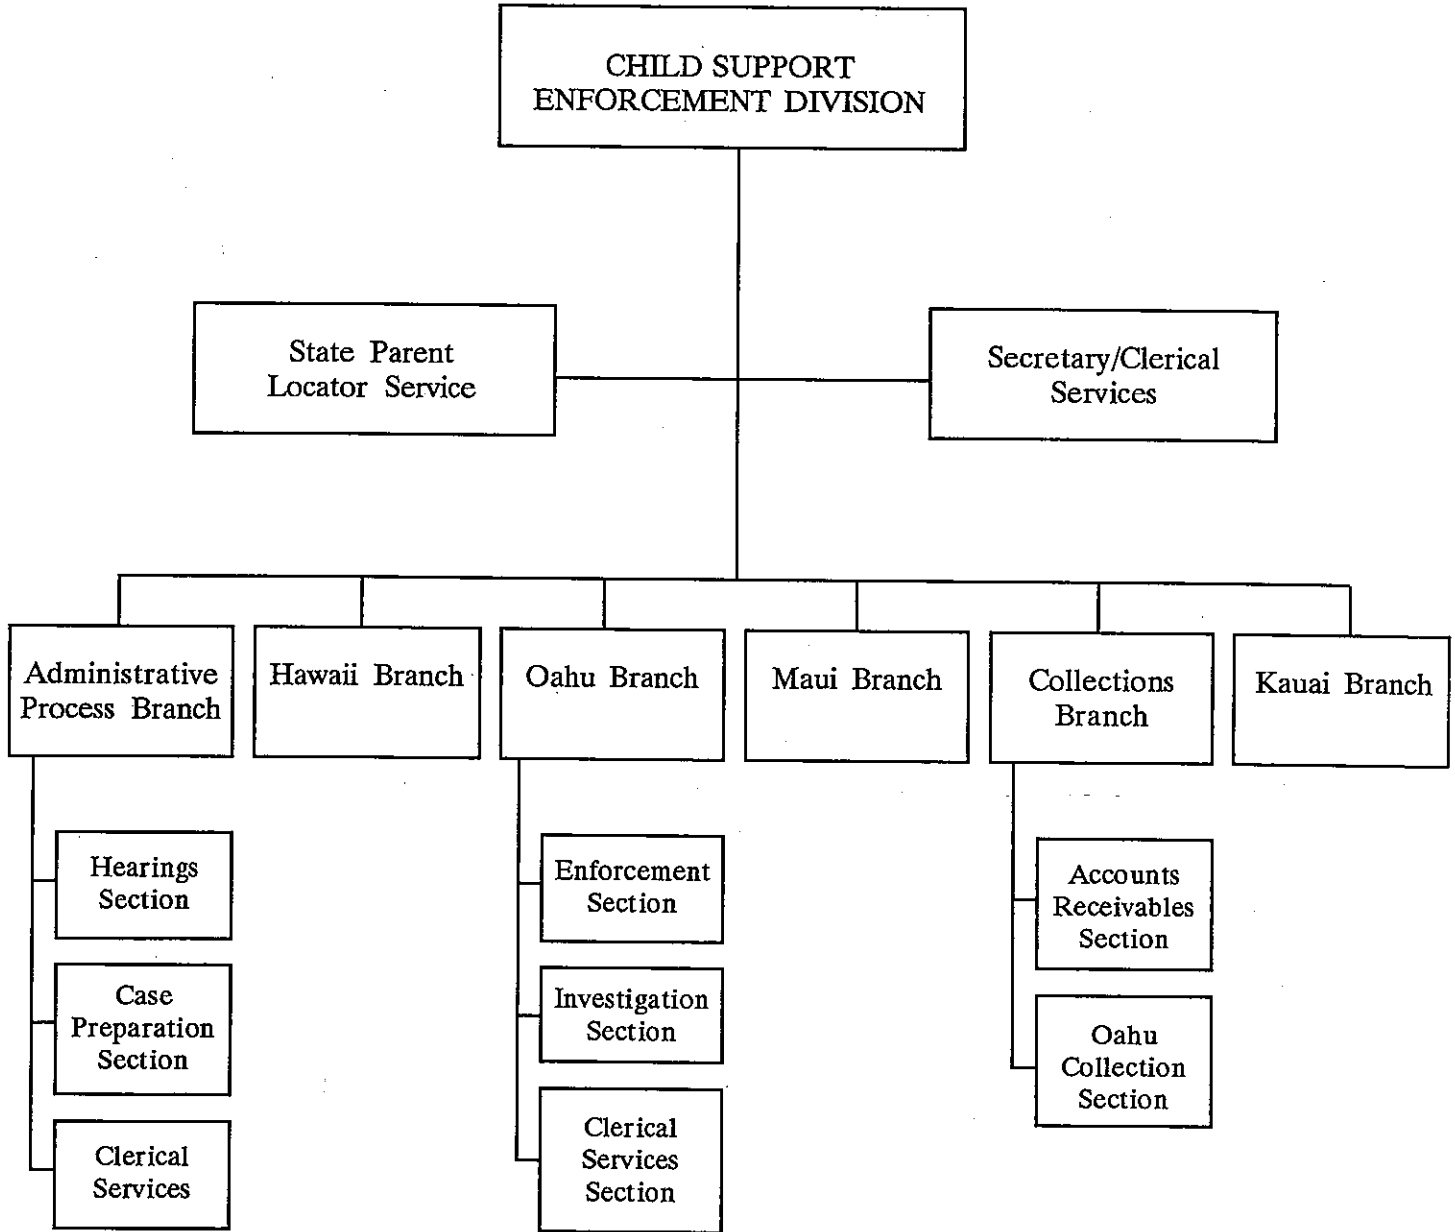 CHILD SUPPORT
ENFORCEMENT DIVISION
State Parent
Locator Service
Secretary/Clerical
Services
Administrative
Process Branch
Hawaii Branch
Oahu Branch
Maui Branch
Collections
Branch
Kauai Branch
Hearings
Section
Case
Preparation
Section
Clerical
Services
Enforcement
Section
Investigation
Section
Clerical
Services
Section
Accounts
Receivables
Section
Oahu
Collection
Section